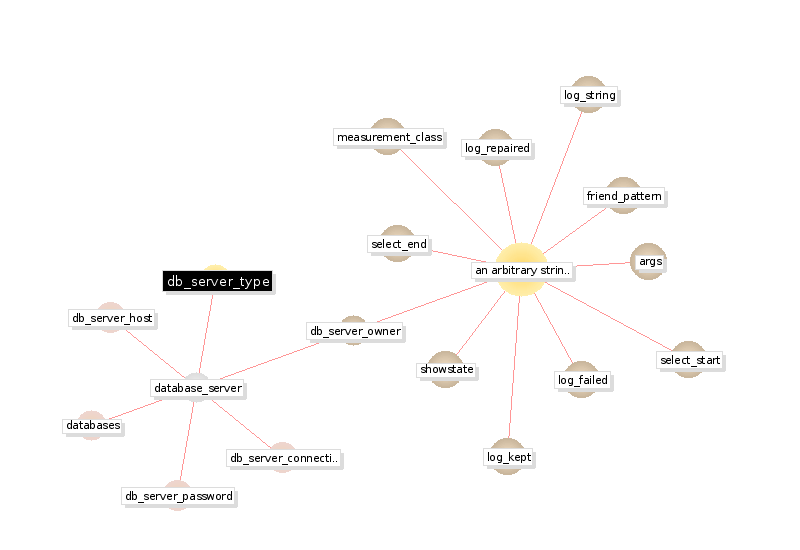 log_string
measurement_class
log_repaired
friend_pattern
select_end
args
an arbitrary strin..
db_server_type
db_server_host
db_server_owner
select_start
showstate
log_failed
database_server
databases
db_server_connecti..
log_kept
db_server_password